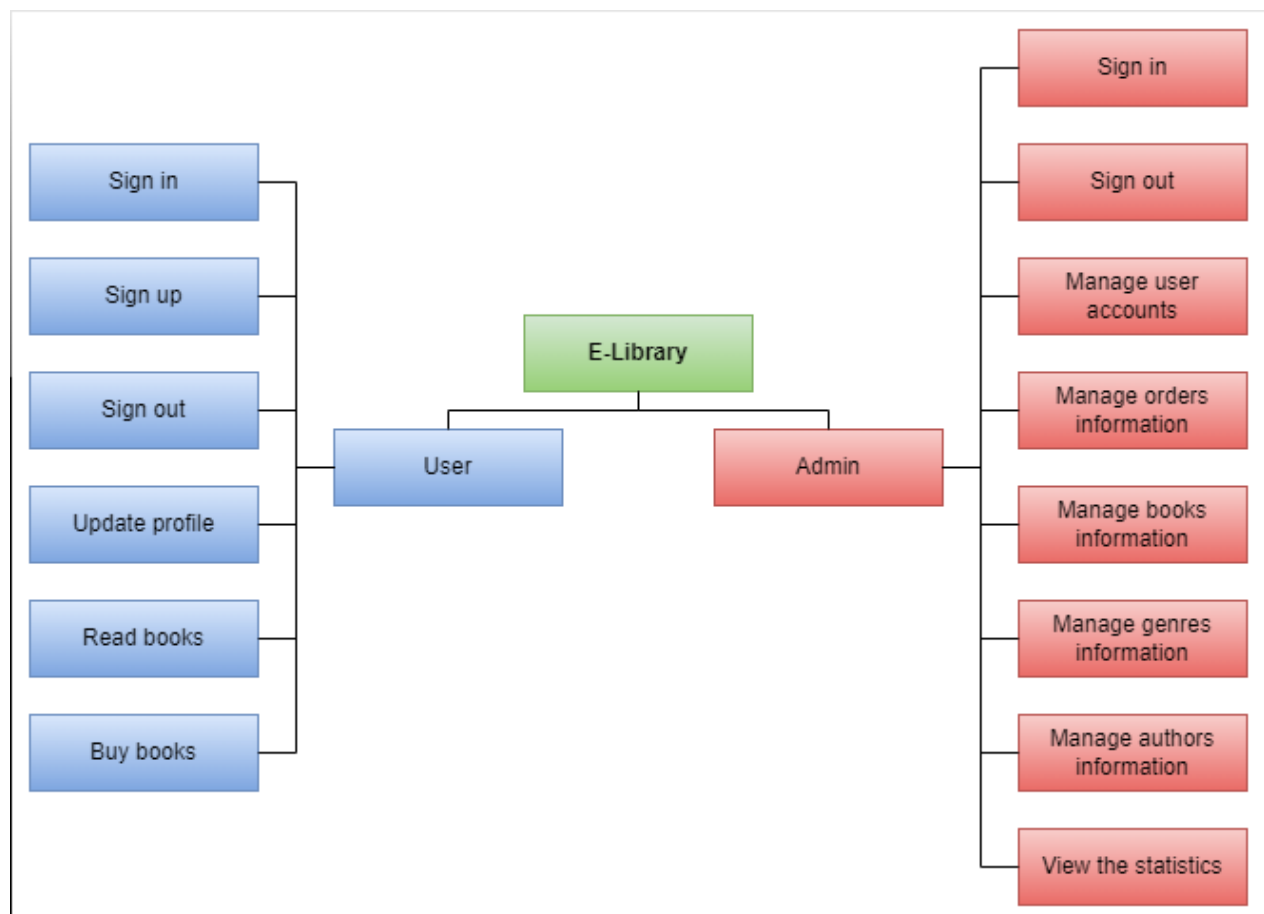 E-Library
User
Admin
Sign in
Sign up
Sign out
Update profile
Read books
Buy books
Sign in
Sign out
Manage user
accounts
Manage orders
information
Manage books
information
Manage genres
information
Manage authors
information
View the statistics